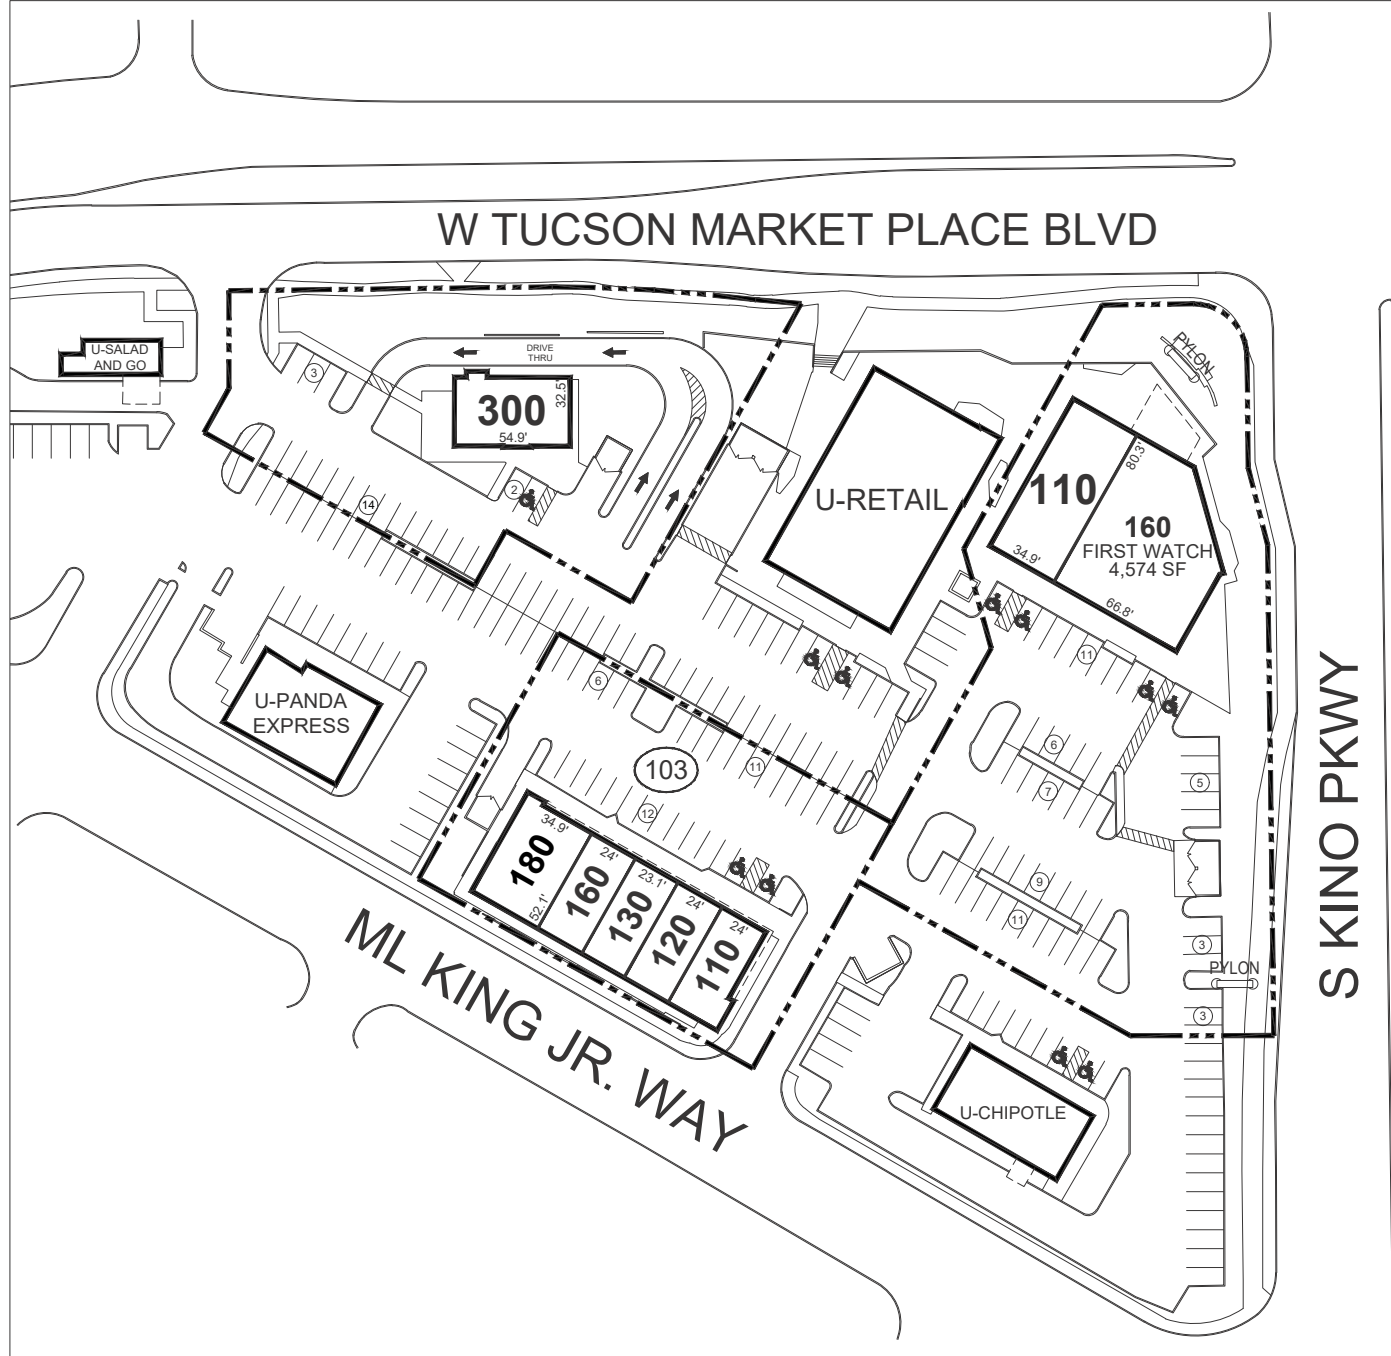 W TUCSON MARKET PLACE BLVD
U-SALAD
AND GO
DRIVE
THRU
3
300
32.5'
54.9'
2
14
PYLON
U-RETAIL
110
80.3'
160
FIRST WATCH
4,574 SF
34.9'
66.8'
11
U-PANDA
EXPRESS
6
11
103
12
6
7
5
9
11
3
PYLON
3
34.9'
180
52.1'
24'
160
23.1'
130
24'
120
24'
110
ML KING JR. WAY
U-CHIPOTLE
S KINO PKWY